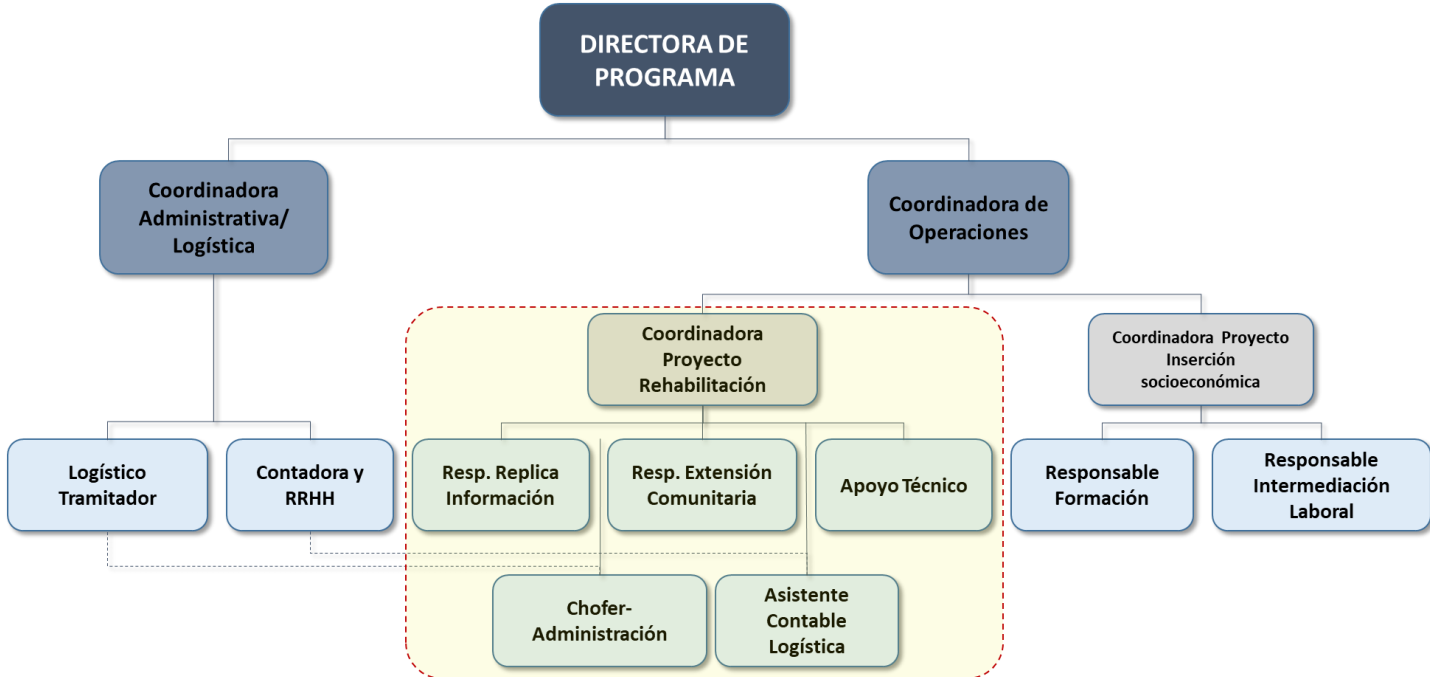 DIRECTORA DE
PROGRAMA
Coordinadora
Administrativa/
Logística
Coordinadora de
Operaciones
Coordinadora
Proyecto
Rehabilitación
Coordinadora Proyecto
Inserción
socioeconómica
Logístico
Tramitador
Contadora y
RRHH
Resp. Replica
Información
Resp. Extensión
Comunitaria
Apoyo Técnico
Responsable
Formación
Responsable
Intermediación
Laboral
Chofer-
Administración
Asistente
Contable
Logística